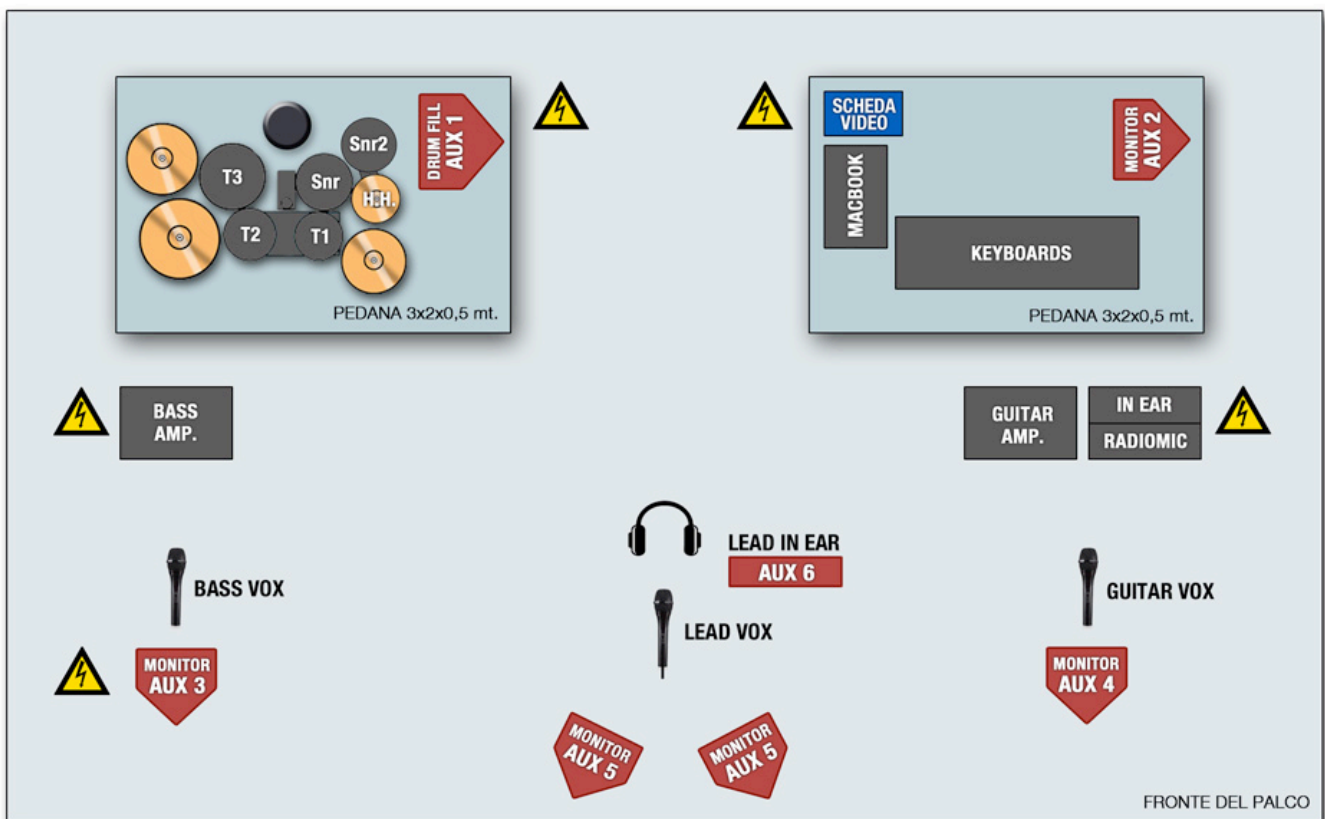 DRUM FILL
AUX 1
Snr2
T3
Snr
H.H.
T2
T1
PEDANA 3x2x0,5 mt.
SCHEDA
VIDEO
MONITOR
AUX 2
MACBOOK
KEYBOARDS
PEDANA 3x2x0,5 mt.
BASS
AMP.
GUITAR
AMP.
IN EAR
RADIOMIC
LEAD IN EAR
AUX 6
BASS VOX
LEAD VOX
GUITAR VOX
MONITOR
AUX 3
MONITOR
AUX 4
MONITOR
AUX 5
MONITOR
AUX 5
FRONTE DEL PALCO